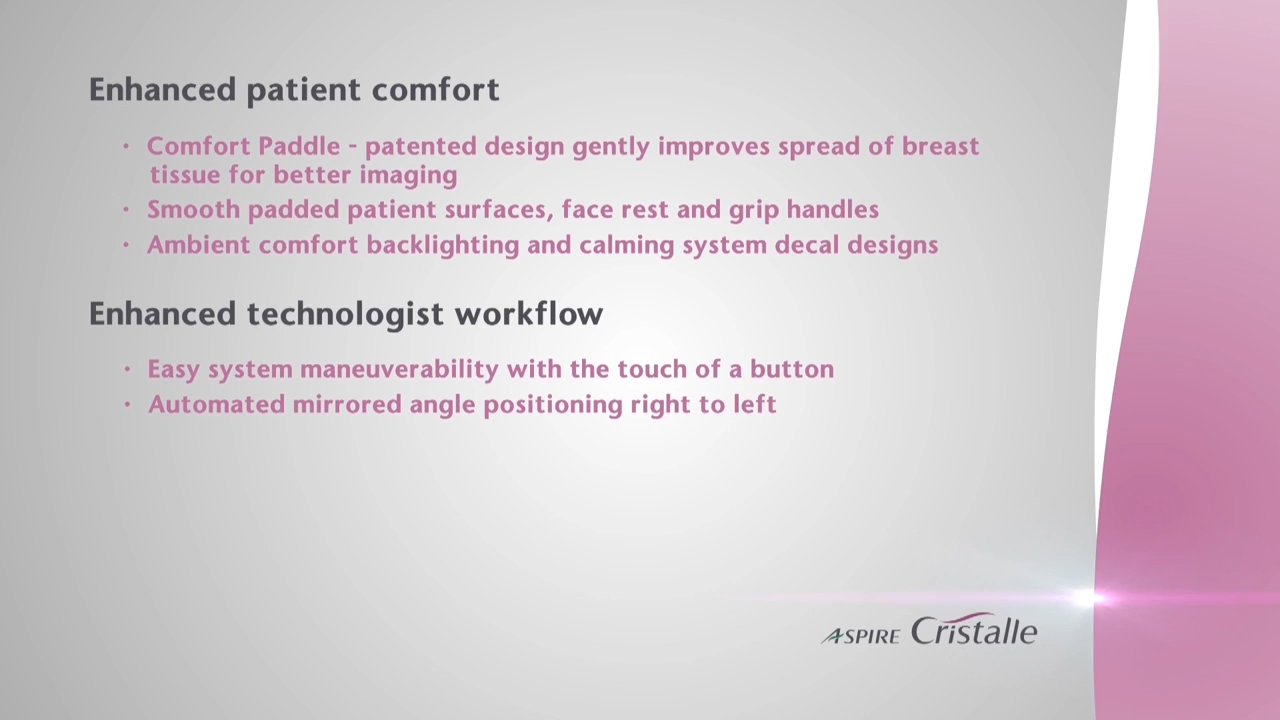 Enhanced patient comfort
· Comfort Paddle - patented design gently improves spread of breast
tissue for better imaging
· Smooth padded patient surfaces, face rest and grip handles
· Ambient comfort backlighting and calming system decal designs
Enhanced technologist workflow
· Easy system maneuverability with the touch of a button
· Automated mirrored angle positioning right to left
ASPIRE Cristalle